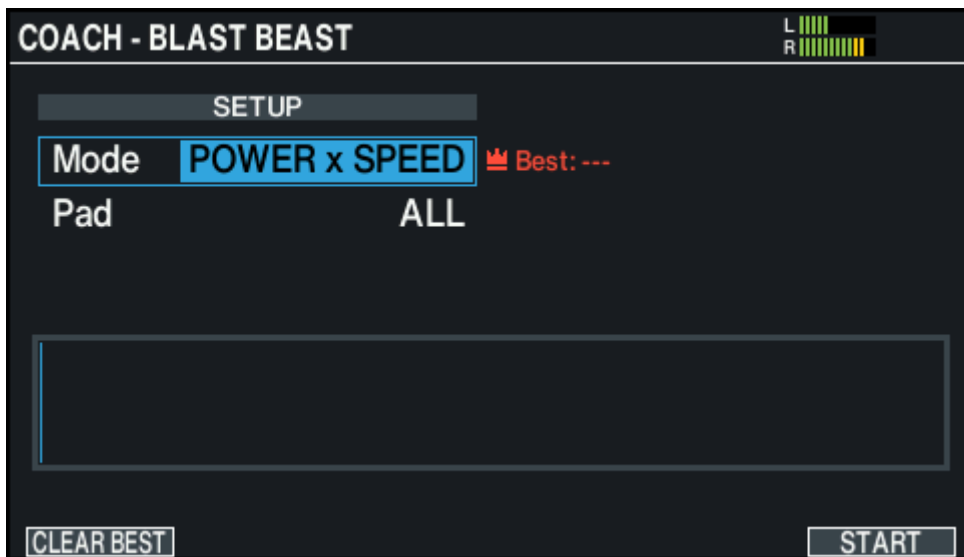 COACH - BLAST BEAST
L
R
SETUP
Mode POWER x SPEED Best: ---
Pad ALL
CLEAR BEST START